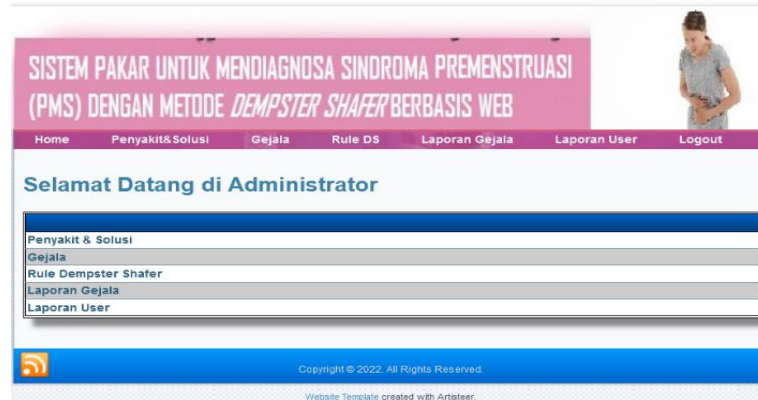 SISTEM PAKAR UNTUK MENDIAGNOSA SINDROMA PREMENSTRUASI
(PMS) DENGAN METODE DEMPSTER SHAFER BERBASIS WEB
Home Penyakit&Solusi Gejala Rule DS Laporan Gejala Laporan User Logout
Selamat Datang di Administrator
Penyakit & Solusi
Gejala
Rule Dempster Shafer
Laporan Gejala
Laporan User
Copyright © 2022. All Rights Reserved.
Website Template created with Artisteer.